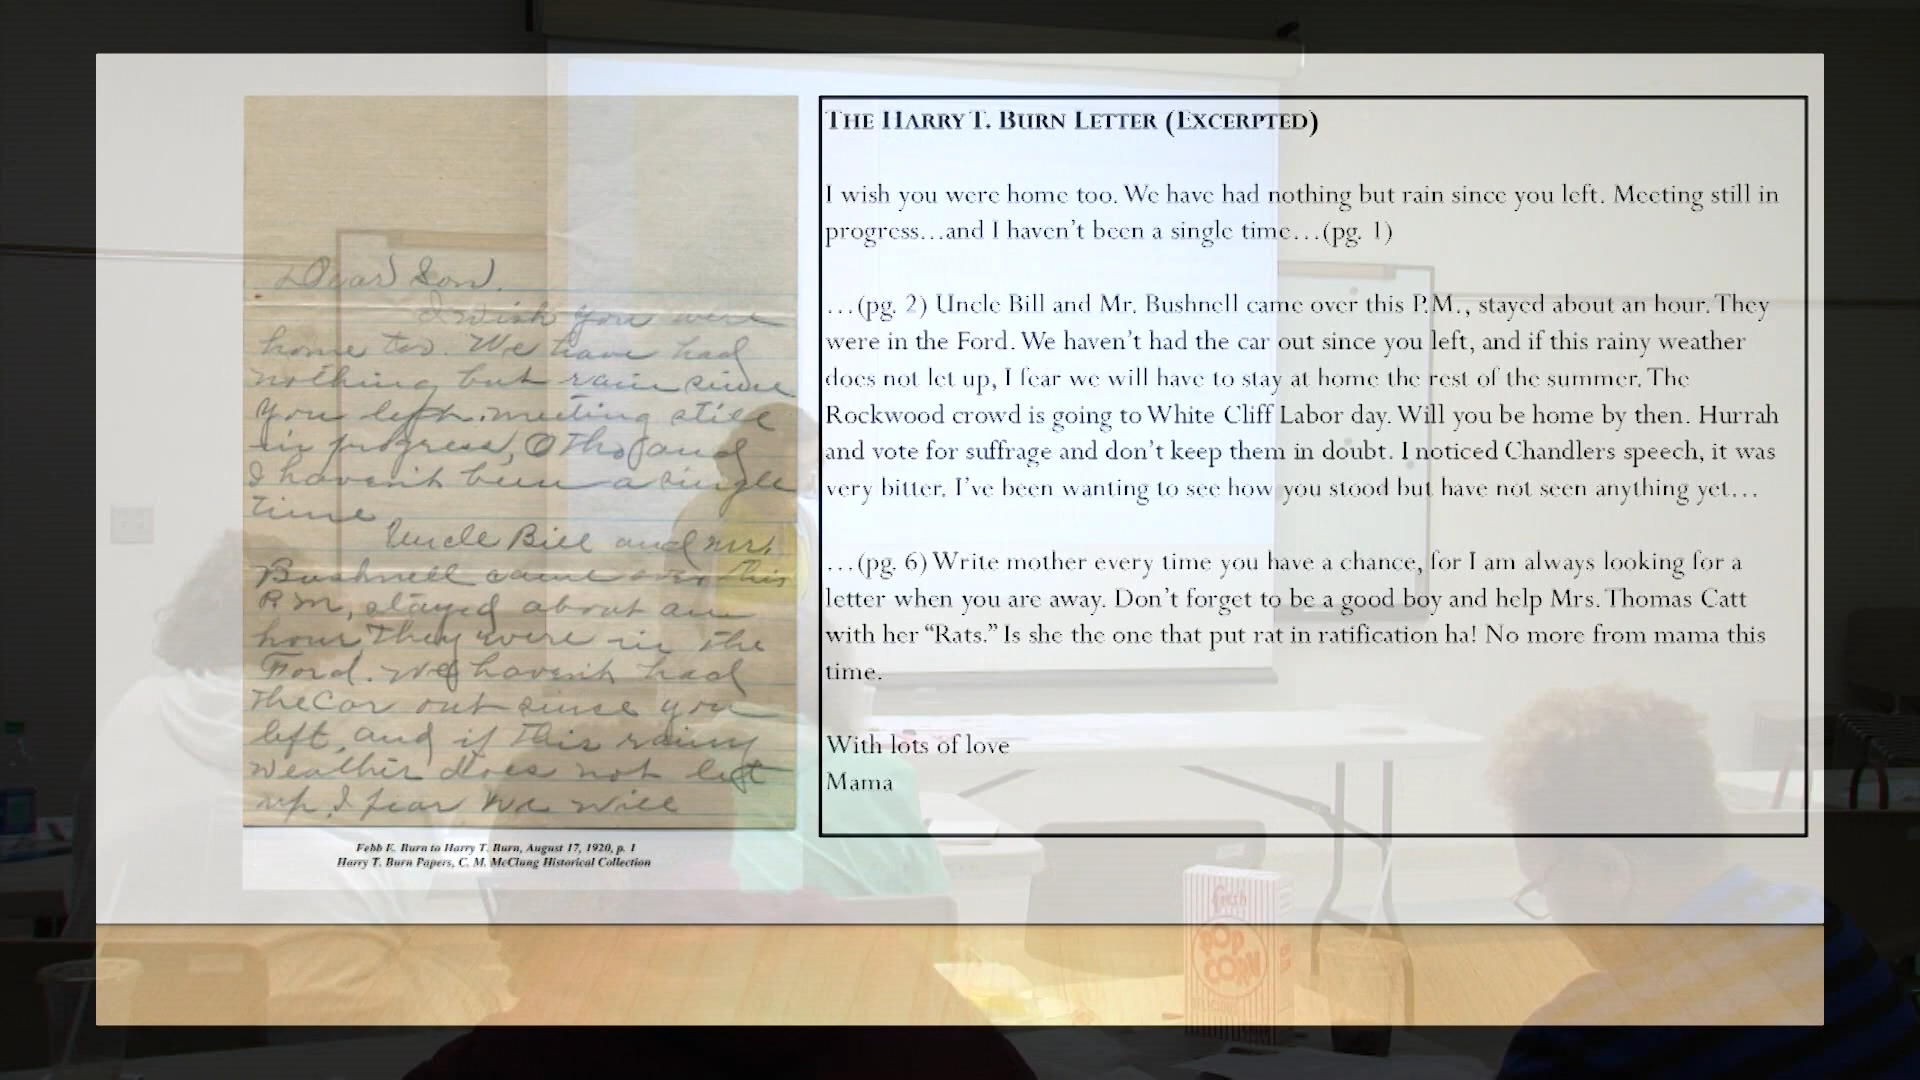 Dear Son.
I wish you were
home too. We have had
nothing but rain since
you left. meeting still
in progress, Otho and
I haven't been a single
time
Uncle Bill and Mr.
Bushnell came over this
P.M, stayed about an
hour They were in the
Ford. We haven't had
the Car out since you
left, and if this rainy
weather does not let
up, I fear we will
Febb E. Burn to Harry T. Burn, August 17, 1920, p. 1
Harry T. Burn Papers, C. M. McClung Historical Collection
THE HARRY T. BURN LETTER (EXCERPTED)
I wish you were home too. We have had nothing but rain since you left. Meeting still in
progress…and I haven't been a single time…(pg. 1)
…(pg. 2) Uncle Bill and Mr. Bushnell came over this P.M., stayed about an hour. They
were in the Ford. We haven't had the car out since you left, and if this rainy weather
does not let up, I fear we will have to stay at home the rest of the summer. The
Rockwood crowd is going to White Cliff Labor day. Will you be home by then. Hurrah
and vote for suffrage and don't keep them in doubt. I noticed Chandlers speech, it was
very bitter. I've been wanting to see how you stood but have not seen anything yet…
…(pg. 6) Write mother every time you have a chance, for I am always looking for a
letter when you are away. Don't forget to be a good boy and help Mrs. Thomas Catt
with her “Rats.” Is she the one that put rat in ratification ha! No more from mama this
time.
With lots of love
Mama
Fresh
POP
CORN